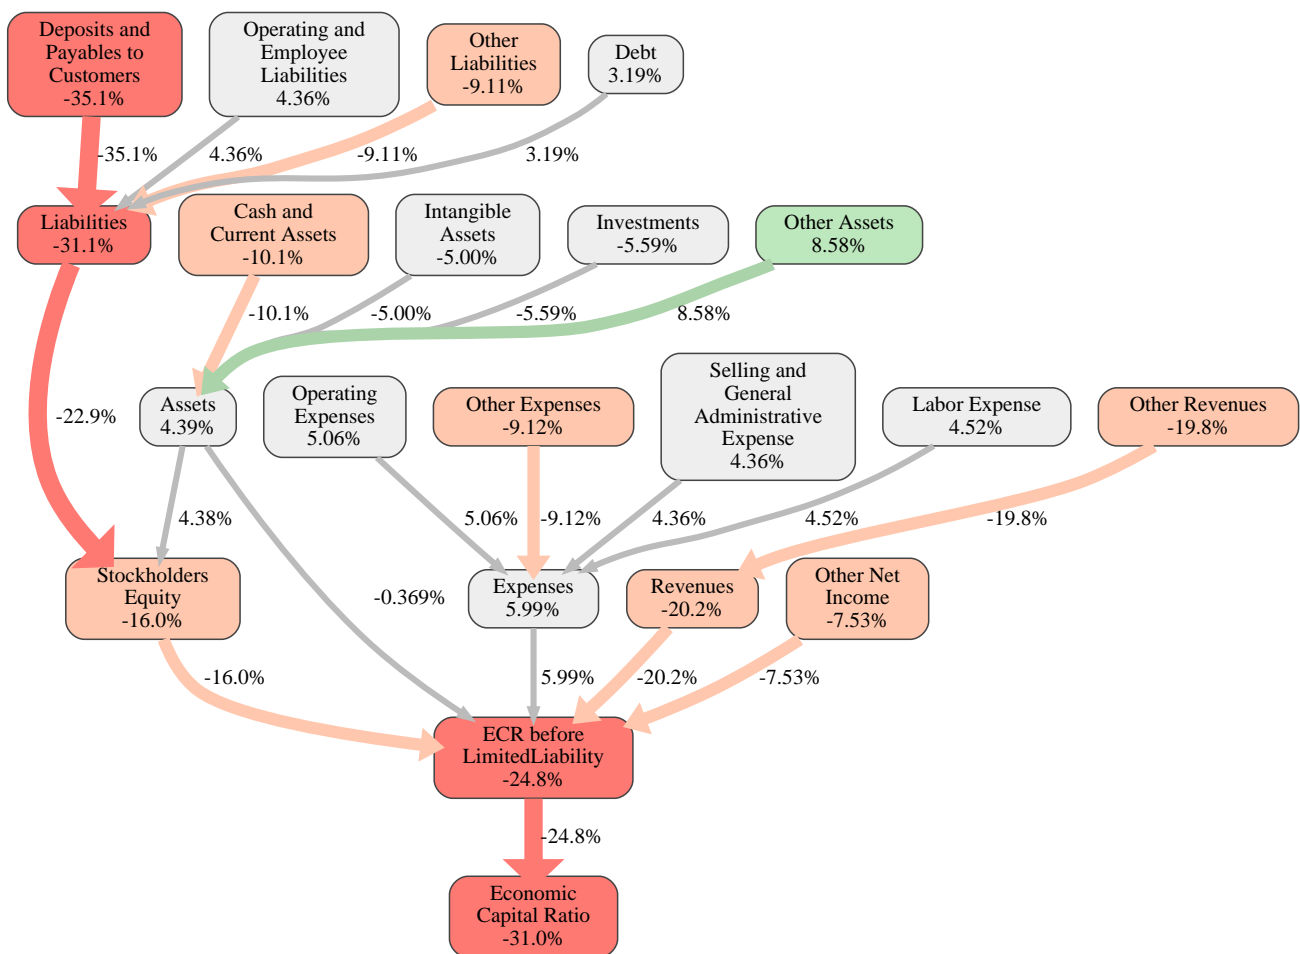 Deposits and
Payables to
Customers
-35.1%
Operating and
Employee
Liabilities
4.36%
Other
Liabilities
-9.11%
Debt
3.19%
-35.1%
4.36%
-9.11%
3.19%
Liabilities
-31.1%
Cash and
Current Assets
-10.1%
Intangible
Assets
-5.00%
Investments
-5.59%
Other Assets
8.58%
-10.1%
-5.00%
-5.59%
8.58%
-22.9%
Assets
4.39%
Operating
Expenses
5.06%
Other Expenses
-9.12%
Selling and
General
Administrative
Expense
4.36%
Labor Expense
4.52%
Other Revenues
-19.8%
4.38%
5.06%
-9.12%
4.36%
4.52%
-19.8%
Stockholders
Equity
-16.0%
-0.369%
Expenses
5.99%
Revenues
-20.2%
Other Net
Income
-7.53%
-16.0%
5.99%
-20.2%
-7.53%
ECR before
LimitedLiability
-24.8%
-24.8%
Economic
Capital Ratio
-31.0%